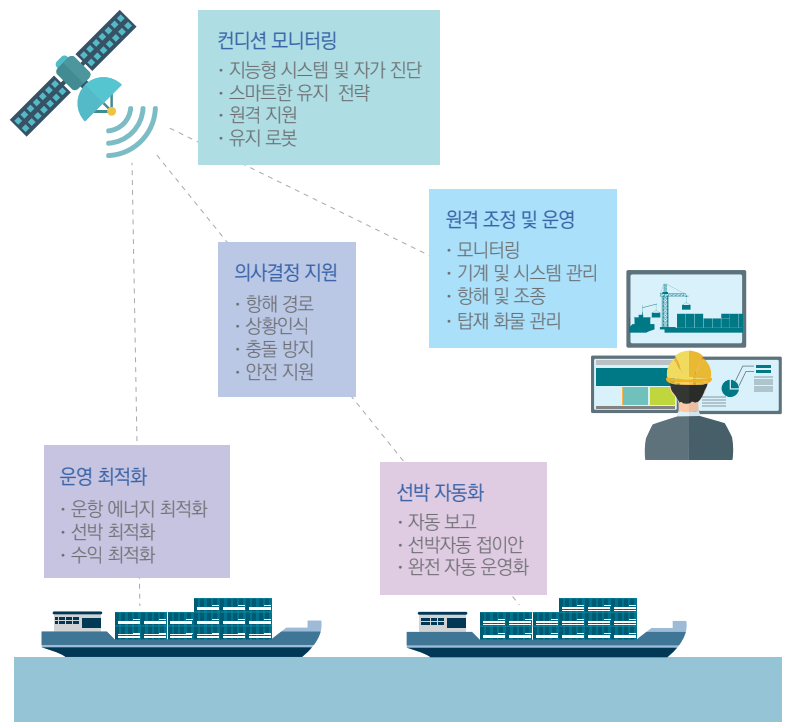 컨디션 모니터링
· 지능형 시스템 및 자가 진단
· 스마트한 유지 전략
· 원격 지원
· 유지 로봇
원격 조정 및 운영
· 모니터링
· 기계 및 시스템 관리
· 항해 및 조종
· 탑재 화물 관리
의사결정 지원
· 항해 경로
· 상황인식
· 충돌 방지
· 안전 지원
운영 최적화
· 운항 에너지 최적화
· 선박 최적화
· 수익 최적화
선박 자동화
· 자동 보고
· 선박자동 접이안
· 완전 자동 운영화